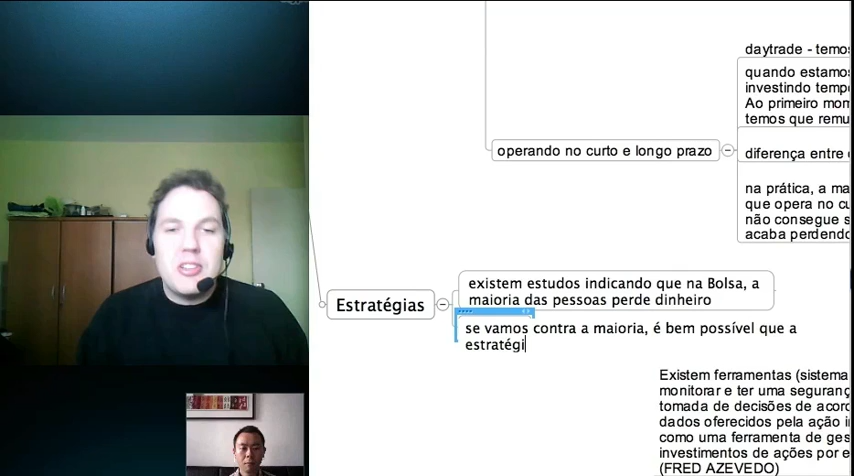 daytrade - temos
quando estamos
investindo temp
Ao primeiro mom
temos que remu
operando no curto e longo prazo
diferença entre
na prática, a ma
que opera no cu
não consegue s
acaba perdendo
Estratégias
existem estudos indicando que na Bolsa, a
maioria das pessoas perde dinheiro
se vamos contra a maioria, é bem possível que a
estratégi
Existem ferramentas (sistema
monitorar e ter uma seguranç
tomada de decisões de acord
dados oferecidos pela ação i
como uma ferramenta de ges
investimentos de ações por e
(FRED AZEVEDO)